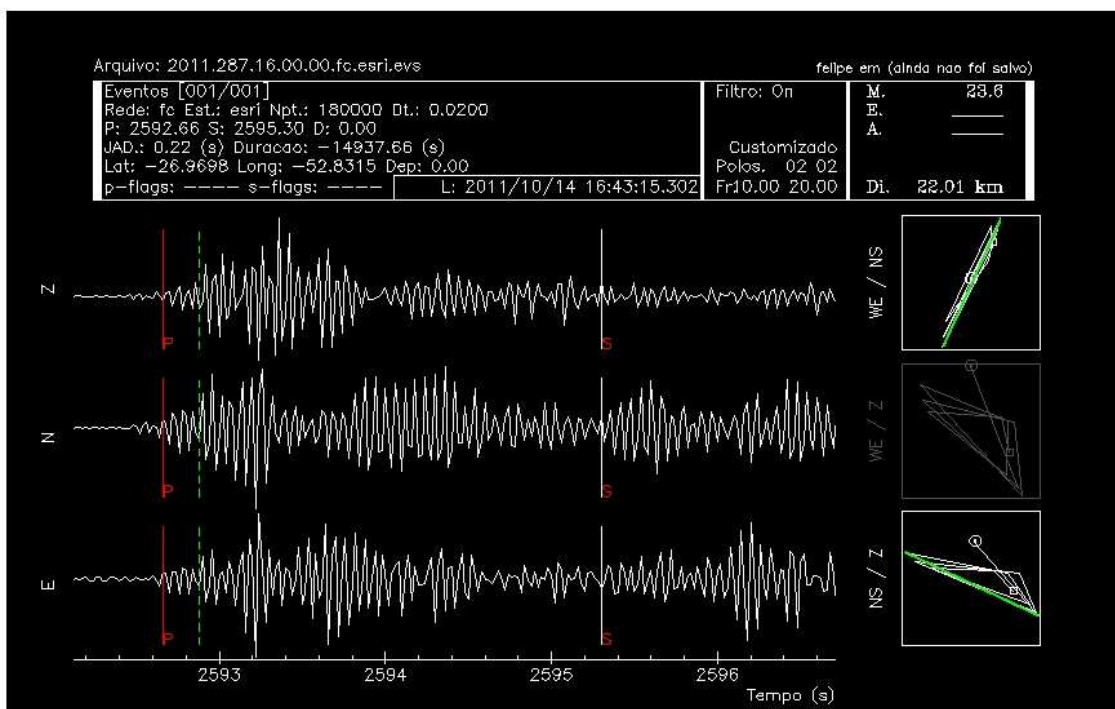 Arquivo: 2011.287.16.00.00.fc.esri.evs
felipe em (ainda nao foi salvo)
Eventos [001/001]
Rede: fc Est.: esri Npt.: 180000 Dt.: 0.0200
P: 2592.66 S: 2595.30 D: 0.00
JAD.: 0.22 (s) Duracao: -14937.66 (s)
Lat: -26.9698 Long: -52.8315 Dep: 0.00
p-flags: ---- s-flags: ----
L: 2011/10/14 16:43:15.302
Filtro: On
Customizado
Polos. 02 02
Fr10.00 20.00
M. 23.6
E.
A.
Di. 22.01 km
Z
P
S
WE / NS
N
P
S
WE / Z
E
P
S
NS / Z
2593 2594 2595 2596
Tempo (s)